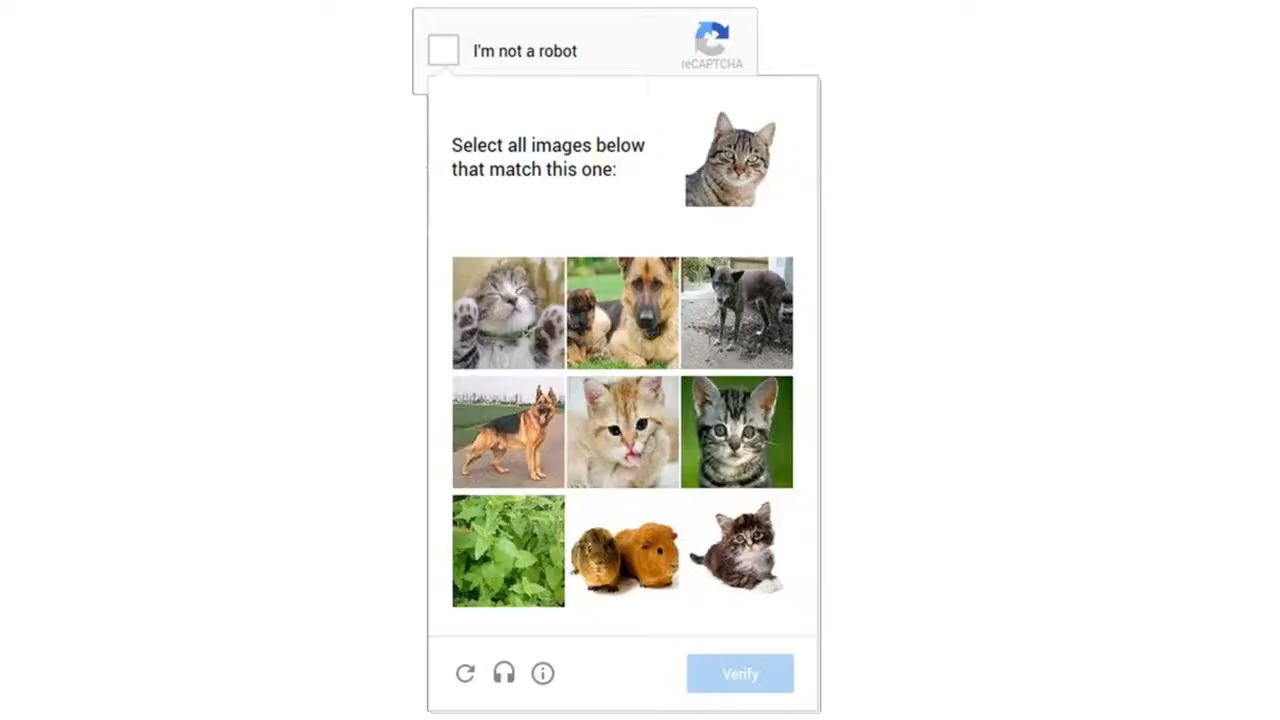 I'm not a robot
reCAPTCHA
Select all images below
that match this one:
Verify